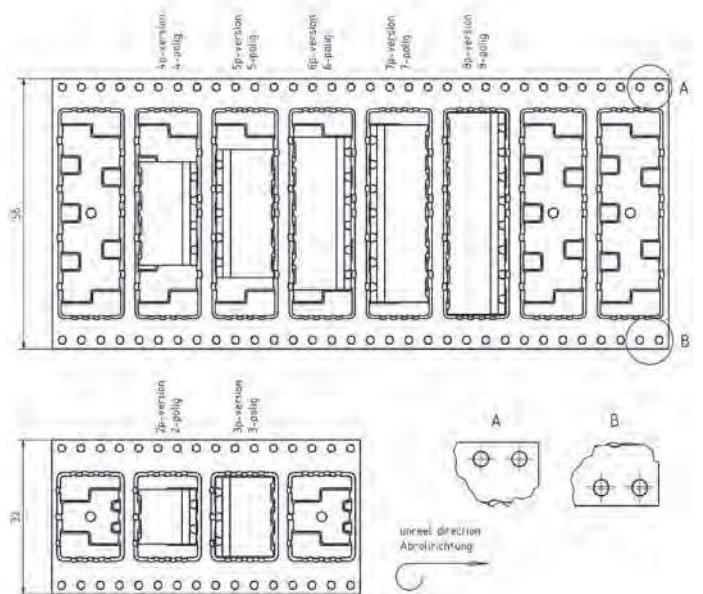 4p-version
4-polig
5p-version
5-polig
6p-version
6-polig
7p-version
7-polig
8p-version
8-polig
A
56
B
2p-version
2-polig
3p-version
3-polig
A
B
32
unreel direction
Abrollrichtung